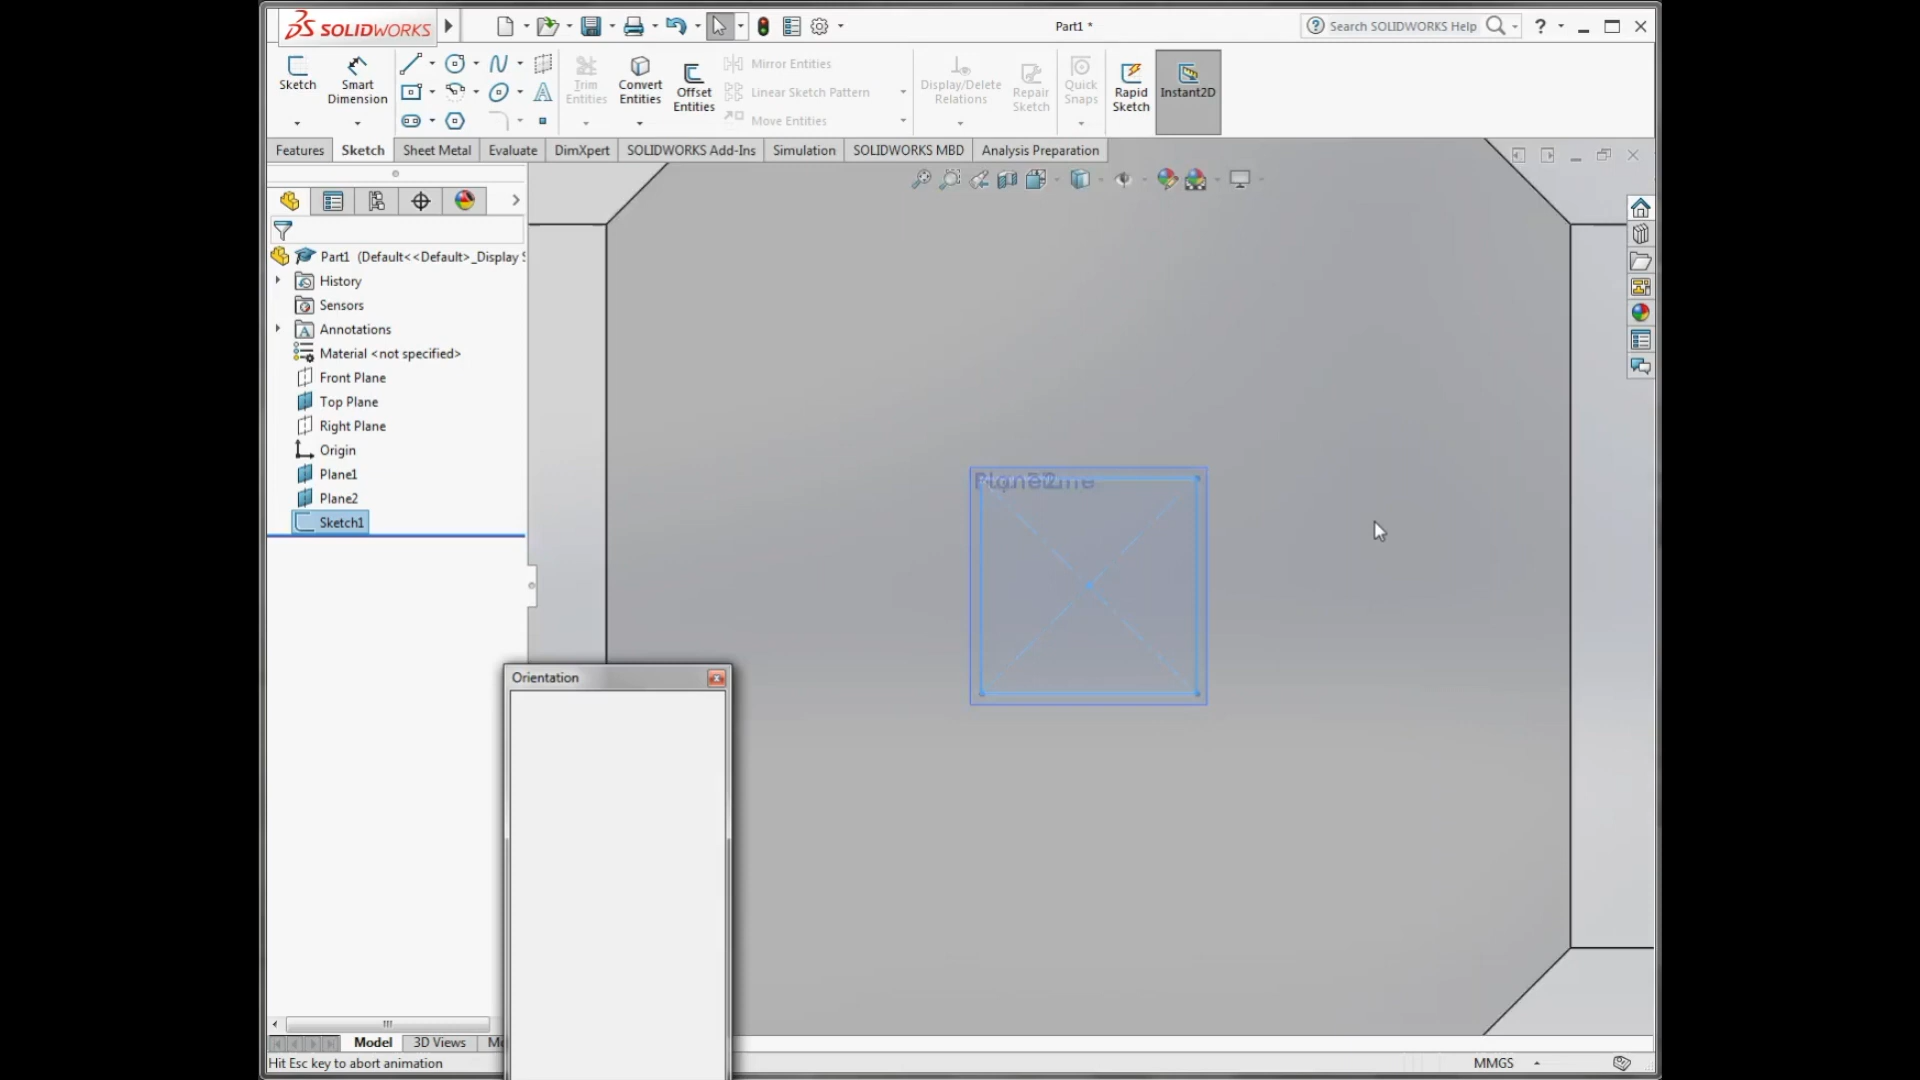 SOLIDWORKS
Part1 *
Search SOLIDWORKS Help
?
Sketch
Smart Dimension
Trim Entities
Convert Entities
Offset Entities
Mirror Entities
Linear Sketch Pattern
Move Entities
Display/Delete Relations
Repair Sketch
Quick Snaps
Rapid Sketch
Instant2D
Features
Sketch
Sheet Metal
Evaluate
DimXpert
SOLIDWORKS Add-Ins
Simulation
SOLIDWORKS MBD
Analysis Preparation
Part1 (Default<<Default>_Display
History
Sensors
Annotations
Material <not specified>
Front Plane
Top Plane
Right Plane
Origin
Plane1
Plane2
Sketch1
Orientation
Model
3D Views
Hit Esc key to abort animation
MMGS